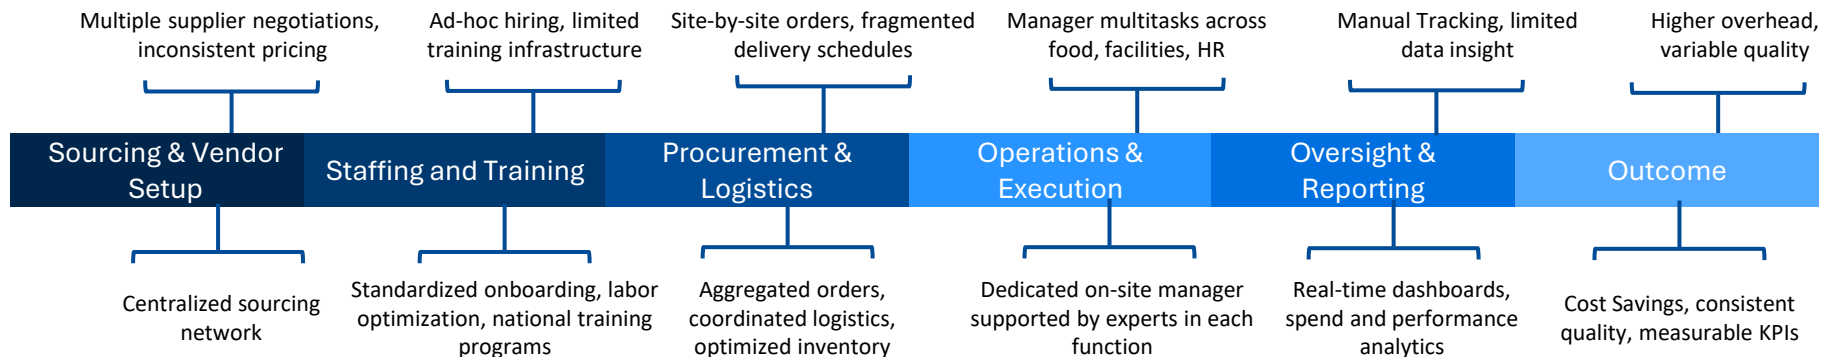 Multiple supplier negotiations,
inconsistent pricing
Ad-hoc hiring, limited
training infrastructure
Site-by-site orders, fragmented
delivery schedules
Manager multitasks across
food, facilities, HR
Manual Tracking, limited
data insight
Higher overhead,
variable quality
Sourcing & Vendor
Setup
Staffing and Training
Procurement &
Logistics
Operations &
Execution
Oversight &
Reporting
Outcome
Centralized sourcing
network
Standardized onboarding, labor
optimization, national training
programs
Aggregated orders,
coordinated logistics,
optimized inventory
Dedicated on-site manager
supported by experts in each
function
Real-time dashboards,
spend and performance
analytics
Cost Savings, consistent
quality, measurable KPIs